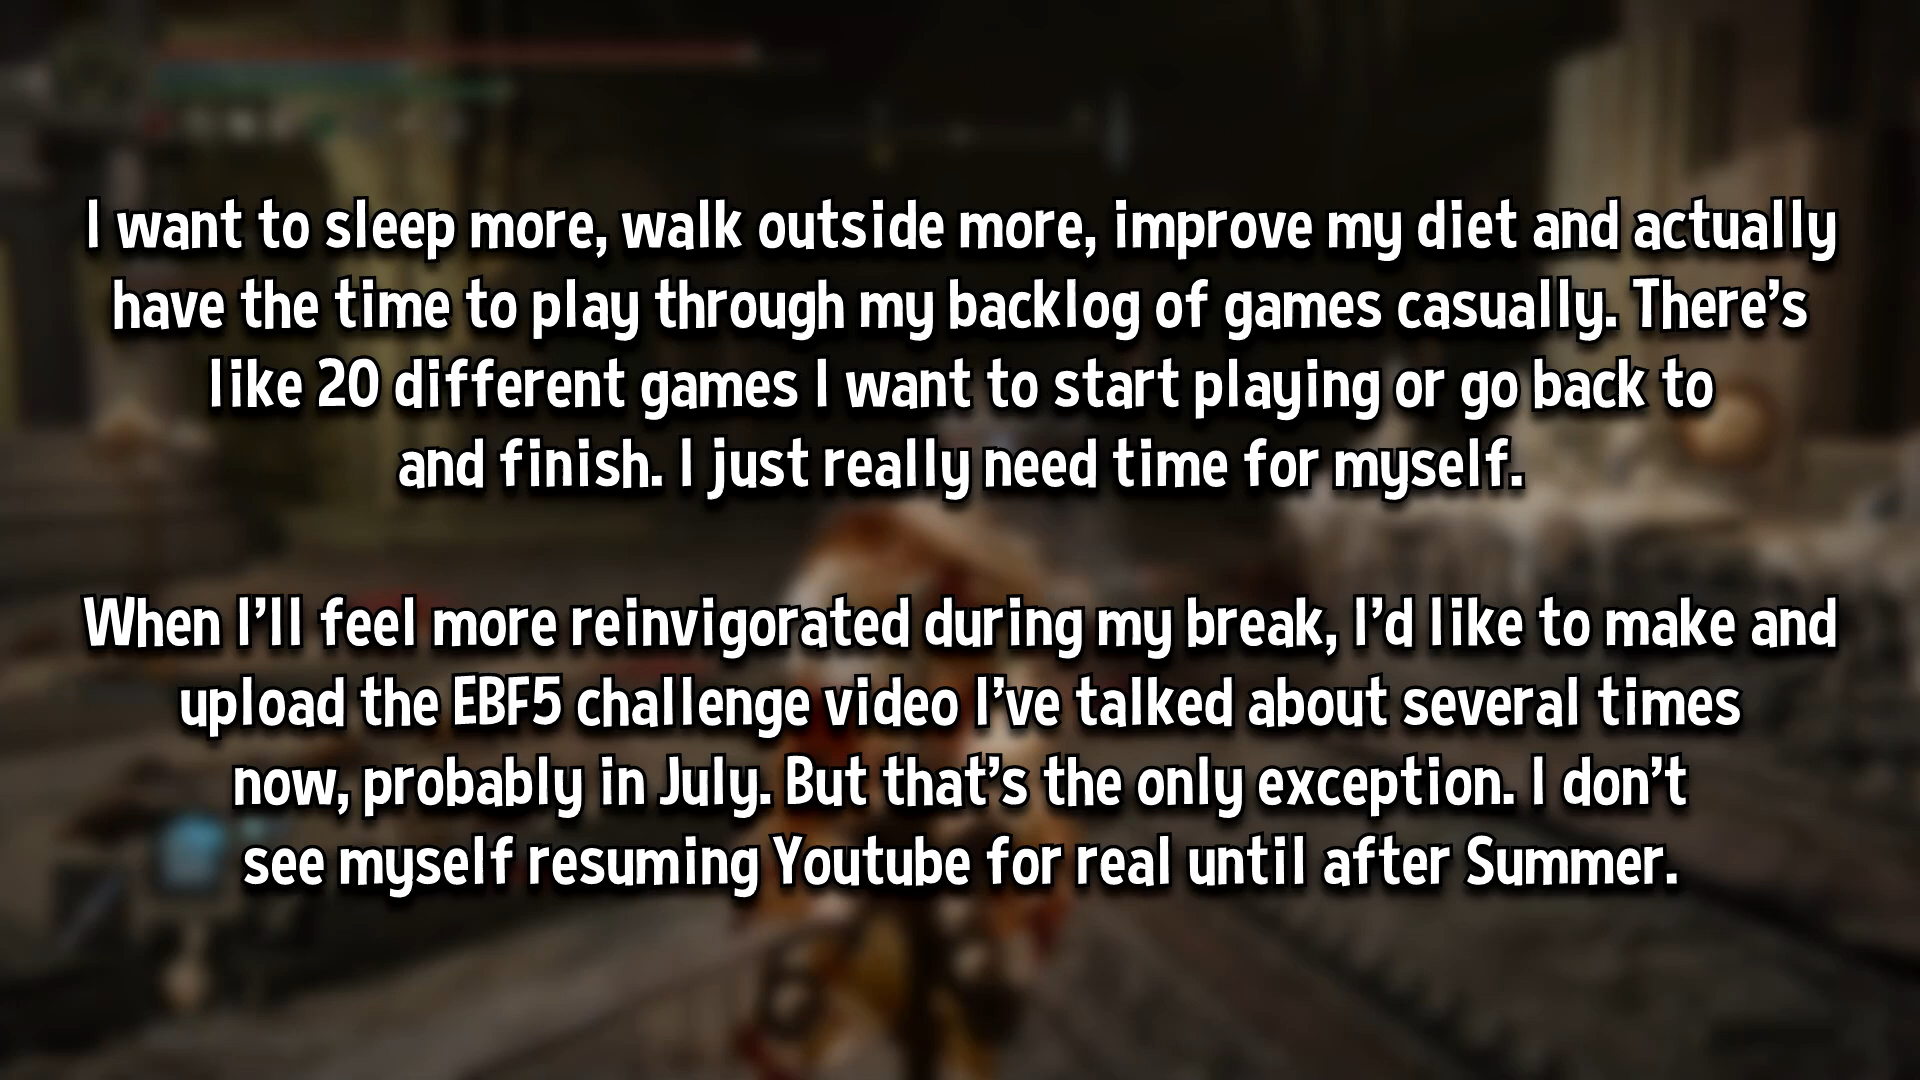 I want to sleep more, walk outside more, improve my diet and actually
have the time to play through my backlog of games casually. There's
like 20 different games I want to start playing or go back to
and finish. I just really need time for myself.
When I'll feel more reinvigorated during my break, I'd like to make and
upload the EBF5 challenge video I've talked about several times
now, probably in July. But that's the only exception. I don't
see myself resuming Youtube for real until after Summer.